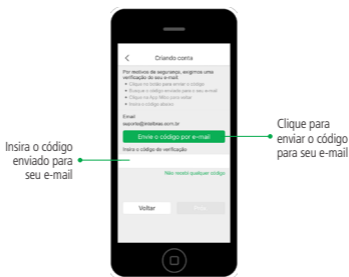 Criando conta
Por motivos de segurança, exigimos uma
verificação do seu e-mail:
• Clique no botão para enviar o código
• Busque o código enviado para o seu e-mail
• Clique na App Mibo para voltar
• Insira o código abaixo
Email
suporte@intelbras.com.br
Envie o código por e-mail
Insira o código de verificação
Não recebi qualquer código
Voltar
Clique para
enviar o código
para seu e-mail
Insira o código
enviado para
seu e-mail